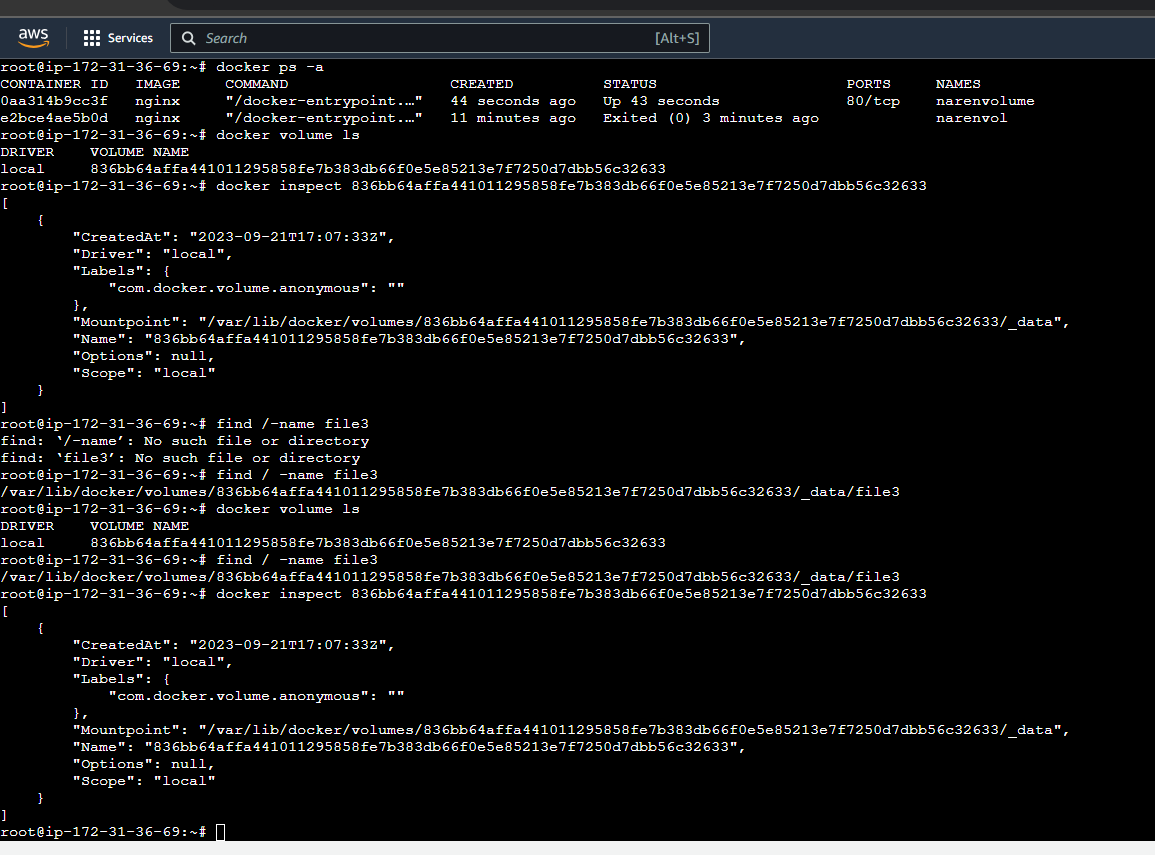 aws
Services
Search
[Alt+S]
root@ip-172-31-36-69:~# docker ps -a
CONTAINER ID   IMAGE     COMMAND                  CREATED          STATUS                     PORTS     NAMES
0aa314b9cc3f   nginx     "/docker-entrypoint.…"   44 seconds ago   Up 43 seconds              80/tcp    narenvolume
e2bce4ae5b0d   nginx     "/docker-entrypoint.…"   11 minutes ago   Exited (0) 3 minutes ago             narenvol
root@ip-172-31-36-69:~# docker volume ls
DRIVER    VOLUME NAME
local     836bb64affa441011295858fe7b383db66f0e5e85213e7f7250d7dbb56c32633
root@ip-172-31-36-69:~# docker inspect 836bb64affa441011295858fe7b383db66f0e5e85213e7f7250d7dbb56c32633
[
    {
        "CreatedAt": "2023-09-21T17:07:33Z",
        "Driver": "local",
        "Labels": {
            "com.docker.volume.anonymous": ""
        },
        "Mountpoint": "/var/lib/docker/volumes/836bb64affa441011295858fe7b383db66f0e5e85213e7f7250d7dbb56c32633/_data",
        "Name": "836bb64affa441011295858fe7b383db66f0e5e85213e7f7250d7dbb56c32633",
        "Options": null,
        "Scope": "local"
    }
]
root@ip-172-31-36-69:~# find /-name file3
find: ‘/-name’: No such file or directory
find: ‘file3’: No such file or directory
root@ip-172-31-36-69:~# find / -name file3
/var/lib/docker/volumes/836bb64affa441011295858fe7b383db66f0e5e85213e7f7250d7dbb56c32633/_data/file3
root@ip-172-31-36-69:~# docker volume ls
DRIVER    VOLUME NAME
local     836bb64affa441011295858fe7b383db66f0e5e85213e7f7250d7dbb56c32633
root@ip-172-31-36-69:~# find / -name file3
/var/lib/docker/volumes/836bb64affa441011295858fe7b383db66f0e5e85213e7f7250d7dbb56c32633/_data/file3
root@ip-172-31-36-69:~# docker inspect 836bb64affa441011295858fe7b383db66f0e5e85213e7f7250d7dbb56c32633
[
    {
        "CreatedAt": "2023-09-21T17:07:33Z",
        "Driver": "local",
        "Labels": {
            "com.docker.volume.anonymous": ""
        },
        "Mountpoint": "/var/lib/docker/volumes/836bb64affa441011295858fe7b383db66f0e5e85213e7f7250d7dbb56c32633/_data",
        "Name": "836bb64affa441011295858fe7b383db66f0e5e85213e7f7250d7dbb56c32633",
        "Options": null,
        "Scope": "local"
    }
]
root@ip-172-31-36-69:~#